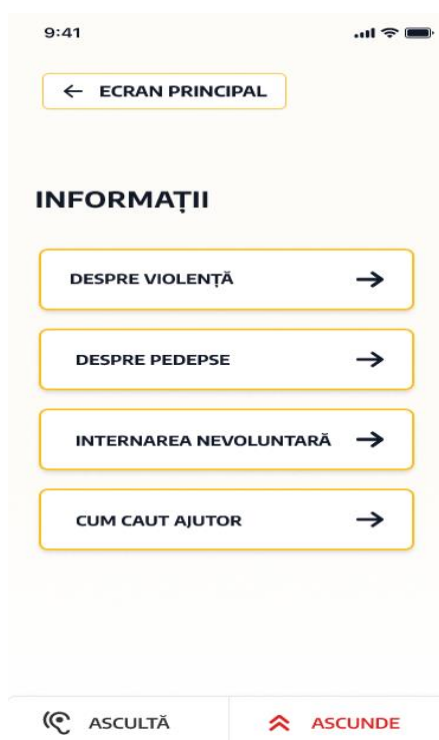 9:41
ECRAN PRINCIPAL
INFORMAȚII
DESPRE VIOLENȚĂ
DESPRE PEDEPSE
INTERNAREA NEVOLUNTARĂ
CUM CAUT AJUTOR
ASCULTĂ
ASCUNDE